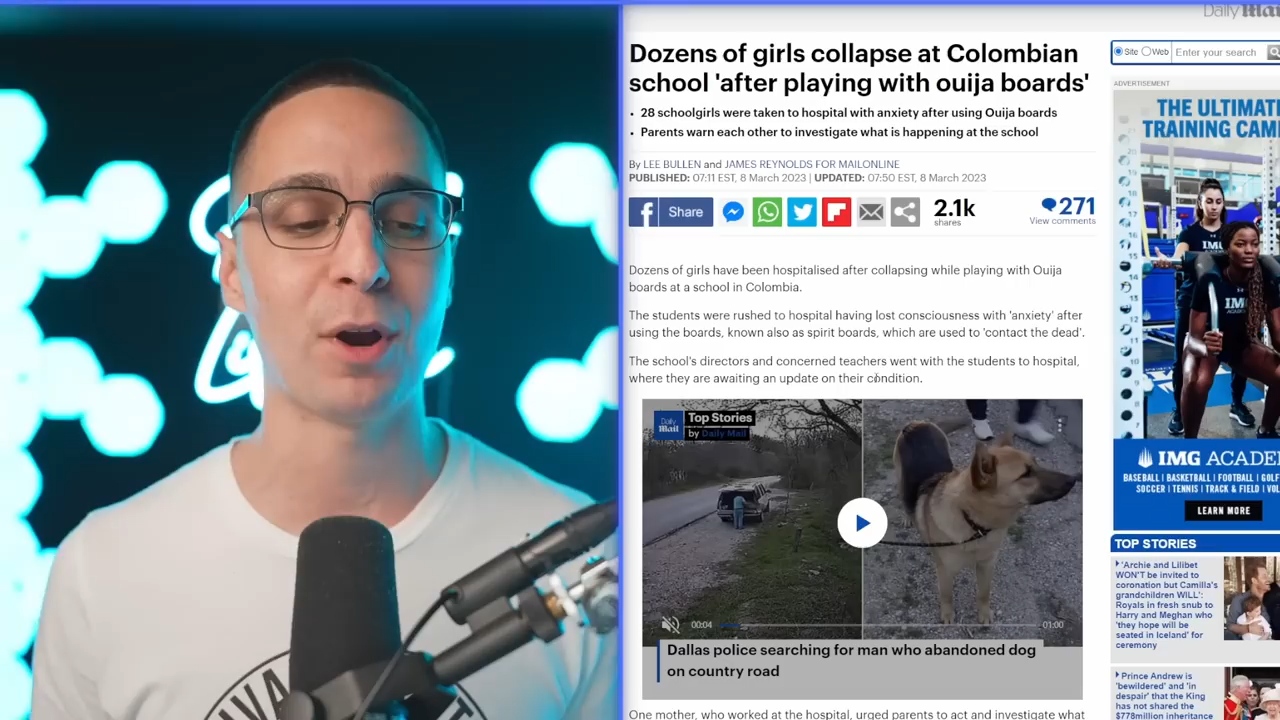 Daily Mail
Dozens of girls collapse at Colombian
school 'after playing with ouija boards'
• 28 schoolgirls were taken to hospital with anxiety after using Ouija boards
• Parents warn each other to investigate what is happening at the school
By LEE BULLEN and JAMES REYNOLDS FOR MAILONLINE
PUBLISHED: 07:11 EST, 8 March 2023 | UPDATED: 07:50 EST, 8 March 2023
Share
2.1k
shares
271
View comments
Dozens of girls have been hospitalised after collapsing while playing with Ouija
boards at a school in Colombia.
The students were rushed to hospital having lost consciousness with 'anxiety' after
using the boards, known also as spirit boards, which are used to 'contact the dead'.
The school's directors and concerned teachers went with the students to hospital,
where they are awaiting an update on their condition.
Daily Mail
Top Stories
by Daily Mail
00:04
01:00
Dallas police searching for man who abandoned dog
on country road
One mother, who worked at the hospital, urged parents to act and investigate what
Site Web Enter your search
ADVERTISEMENT
THE ULTIMAT
TRAINING CAM
IMG
IM
IMG ACADE
BASEBALL | BASKETBALL | FOOTBALL | GOLF
SOCCER | TENNIS | TRACK & FIELD | VOL
LEARN MORE
TOP STORIES
'Archie and Lilibet
WON'T be invited to
coronation but Camilla's
grandchildren WILL':
Royals in fresh snub to
Harry and Meghan who
'they hope will be
seated in Iceland' for
ceremony
Prince Andrew is
'bewildered' and 'in
despair' that the King
has not shared the
$778million inheritance